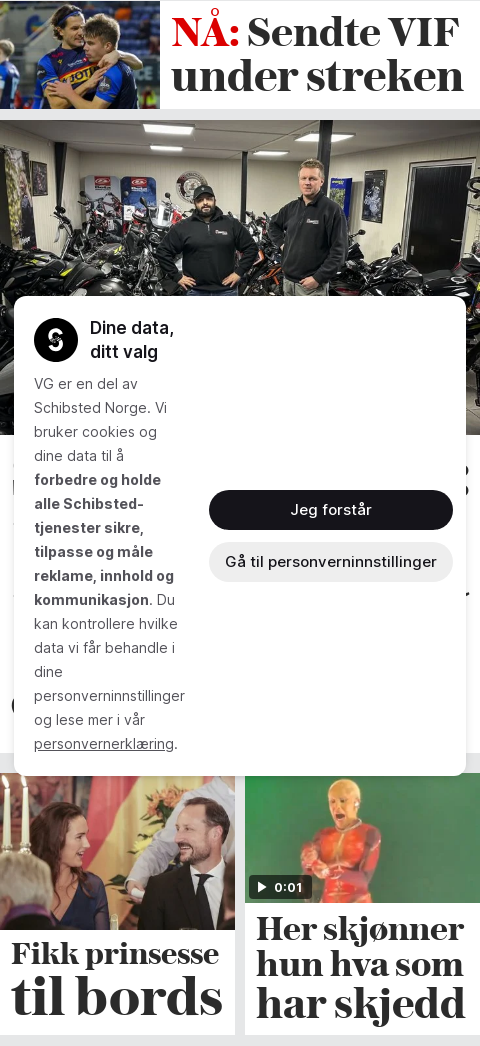 NÅ: Sendte VIF
under streken
Dine data,
ditt valg
VG er en del av
Schibsted Norge. Vi
bruker cookies og
dine data til å
forbedre og holde
alle Schibsted-
tjenester sikre,
tilpasse og måle
reklame, innhold og
kommunikasjon. Du
kan kontrollere hvilke
data vi får behandle i
dine
personverninnstillinger
og lese mer i vår
personvernerklæring.
Jeg forstår
Gå til personverninnstillinger
Fikk prinsesse
til bords
0:01
Her skjønner
hun hva som
har skjedd